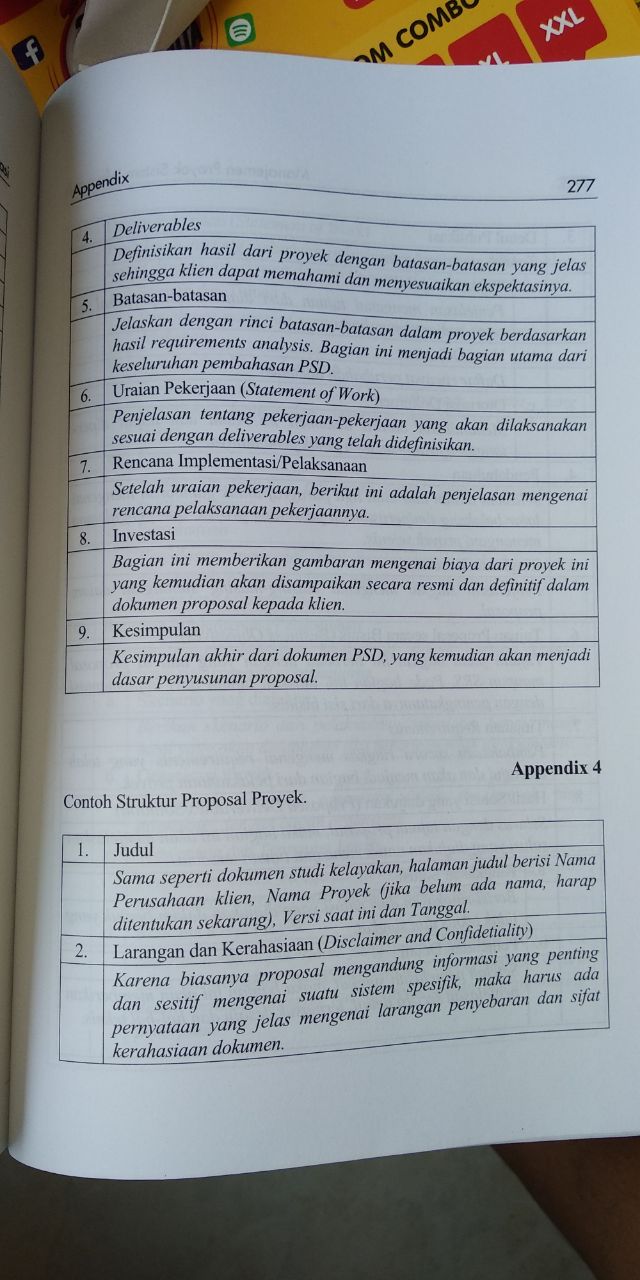 OM COMBO
XL
XXL
Appendix
277
4. Deliverables
Definisikan hasil dari proyek dengan batasan-batasan yang jelas
sehingga klien dapat memahami dan menyesuaikan ekspektasinya.
5. Batasan-batasan
Jelaskan dengan rinci batasan-batasan dalam proyek berdasarkan
hasil requirements analysis. Bagian ini menjadi bagian utama dari
keseluruhan pembahasan PSD.
6. Uraian Pekerjaan (Statement of Work)
Penjelasan tentang pekerjaan-pekerjaan yang akan dilaksanakan
sesuai dengan deliverables yang telah didefinisikan.
7. Rencana Implementasi/Pelaksanaan
Setelah uraian pekerjaan, berikut ini adalah penjelasan mengenai
rencana pelaksanaan pekerjaannya.
8. Investasi
Bagian ini memberikan gambaran mengenai biaya dari proyek ini
yang kemudian akan disampaikan secara resmi dan definitif dalam
dokumen proposal kepada klien.
9. Kesimpulan
Kesimpulan akhir dari dokumen PSD, yang kemudian akan menjadi
dasar penyusunan proposal.
Appendix 4
Contoh Struktur Proposal Proyek.
1. Judul
Sama seperti dokumen studi kelayakan, halaman judul berisi Nama
Perusahaan klien, Nama Proyek (jika belum ada nama, harap
ditentukan sekarang), Versi saat ini dan Tanggal.
2. Larangan dan Kerahasiaan (Disclaimer and Confidetiality)
Karena biasanya proposal mengandung informasi yang penting
dan sesitif mengenai suatu sistem spesifik, maka harus ada
pernyataan yang jelas mengenai larangan penyebaran dan sifat
kerahasiaan dokumen.